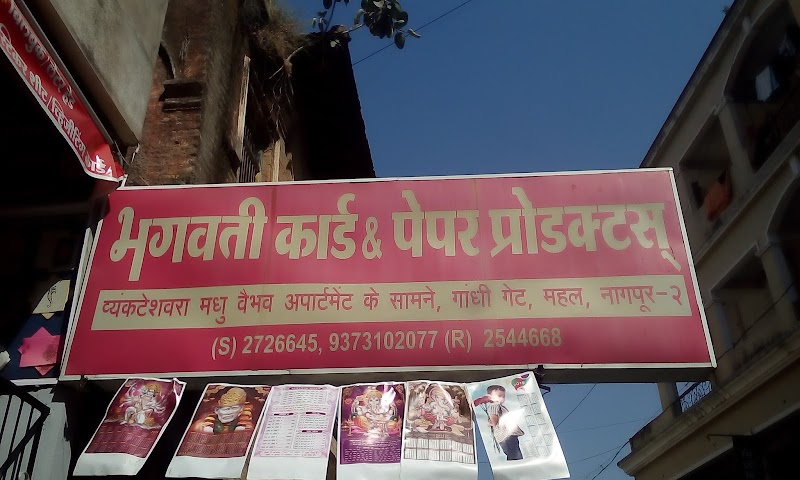 भगवती कार्ड & पेपर प्रोडक्टस्
व्यंकटेशवरा मधु वैभव अपार्टमेंट के सामने, गांधी गेट, महल, नागपूर-२
(S) 2726645, 9373102077 (R) 2544668